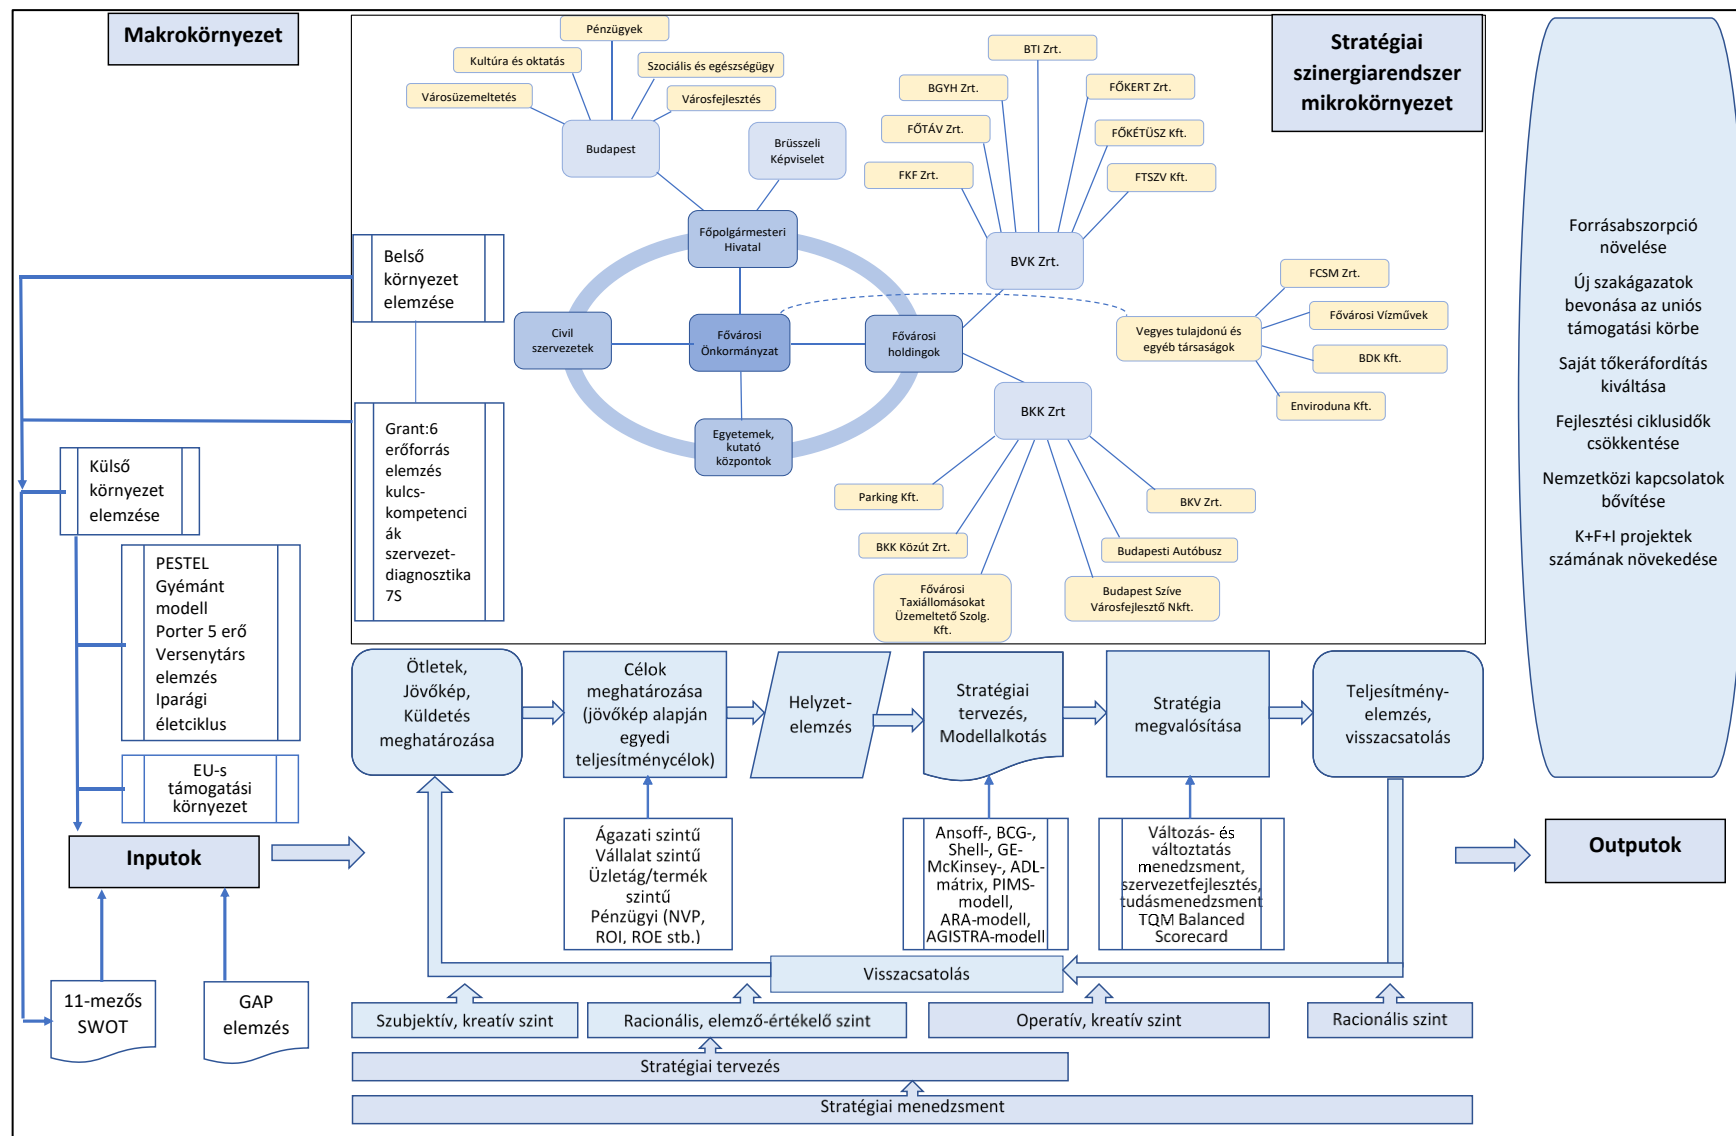 Makrokörnyezet
Stratégiai
szinergiarendszer
mikrokörnyezet
Pénzügyek
Kultúra és oktatás
Szociális és egészségügy
Városüzemeltetés
Városfejlesztés
Budapest
Brüsszeli
Képviselet
BTI Zrt.
BGYH Zrt.
FŐKERT Zrt.
FŐTÁV Zrt.
FŐKÉTÜSZ Kft.
FKF Zrt.
FTSZV Kft.
BVK Zrt.
Főpolgármesteri
Hivatal
Civil
szervezetek
Fővárosi
Önkormányzat
Fővárosi
holdingok
Egyetemek,
kutató
központok
Vegyes tulajdonú és
egyéb társaságok
FCSM Zrt.
Fővárosi Vízművek
BDK Kft.
Enviroduna Kft.
BKK Zrt
Parking Kft.
BKV Zrt.
BKK Közút Zrt.
Budapesti Autóbusz
Fővárosi
Taxiállomásokat
Üzemeltető Szolg.
Kft.
Budapest Szíve
Városfejlesztő Nkft.
Belső
környezet
elemzése
Grant:6
erőforrás
elemzés
kulcs-
kompetenci
ák
szervezet-
diagnosztika
7S
Külső
környezet
elemzése
PESTEL
Gyémánt
modell
Porter 5 erő
Versenytárs
elemzés
Iparági
életciklus
EU-s
támogatási
környezet
Inputok
11-mezős
SWOT
GAP
elemzés
Ötletek,
Jövőkép,
Küldetés
meghatározása
Célok
meghatározása
(jövőkép alapján
egyedi
teljesítménycélok)
Helyzet-
elemzés
Stratégiai
tervezés,
Modellalkotás
Stratégia
megvalósítása
Teljesítmény-
elemzés,
visszacsatolás
Ágazati szintű
Vállalat szintű
Üzletág/termék
szintű
Pénzügyi (NVP,
ROI, ROE stb.)
Ansoff-, BCG-,
Shell-, GE-
McKinsey-, ADL-
mátrix, PIMS-
modell,
ARA-modell,
AGISTRA-modell
Változás- és
változtatás
menedzsment,
szervezetfejlesztés,
tudásmenedzsment
TQM Balanced
Scorecard
Visszacsatolás
Szubjektív, kreatív szint
Racionális, elemző-értékelő szint
Operatív, kreatív szint
Racionális szint
Stratégiai tervezés
Stratégiai menedzsment
Forrásabszorpció
növelése
Új szakágazatok
bevonása az uniós
támogatási körbe
Saját tőkeráfordítás
kiváltása
Fejlesztési ciklusidők
csökkentése
Nemzetközi kapcsolatok
bővítése
K+F+I projektek
számának növekedése
Outputok